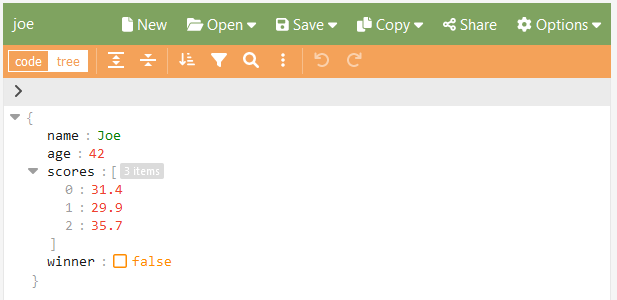 joe New Open Save Copy Share Options
code tree
{
name : Joe
age : 42
scores : [ 3 items
0 : 31.4
1 : 29.9
2 : 35.7
]
winner : false
}